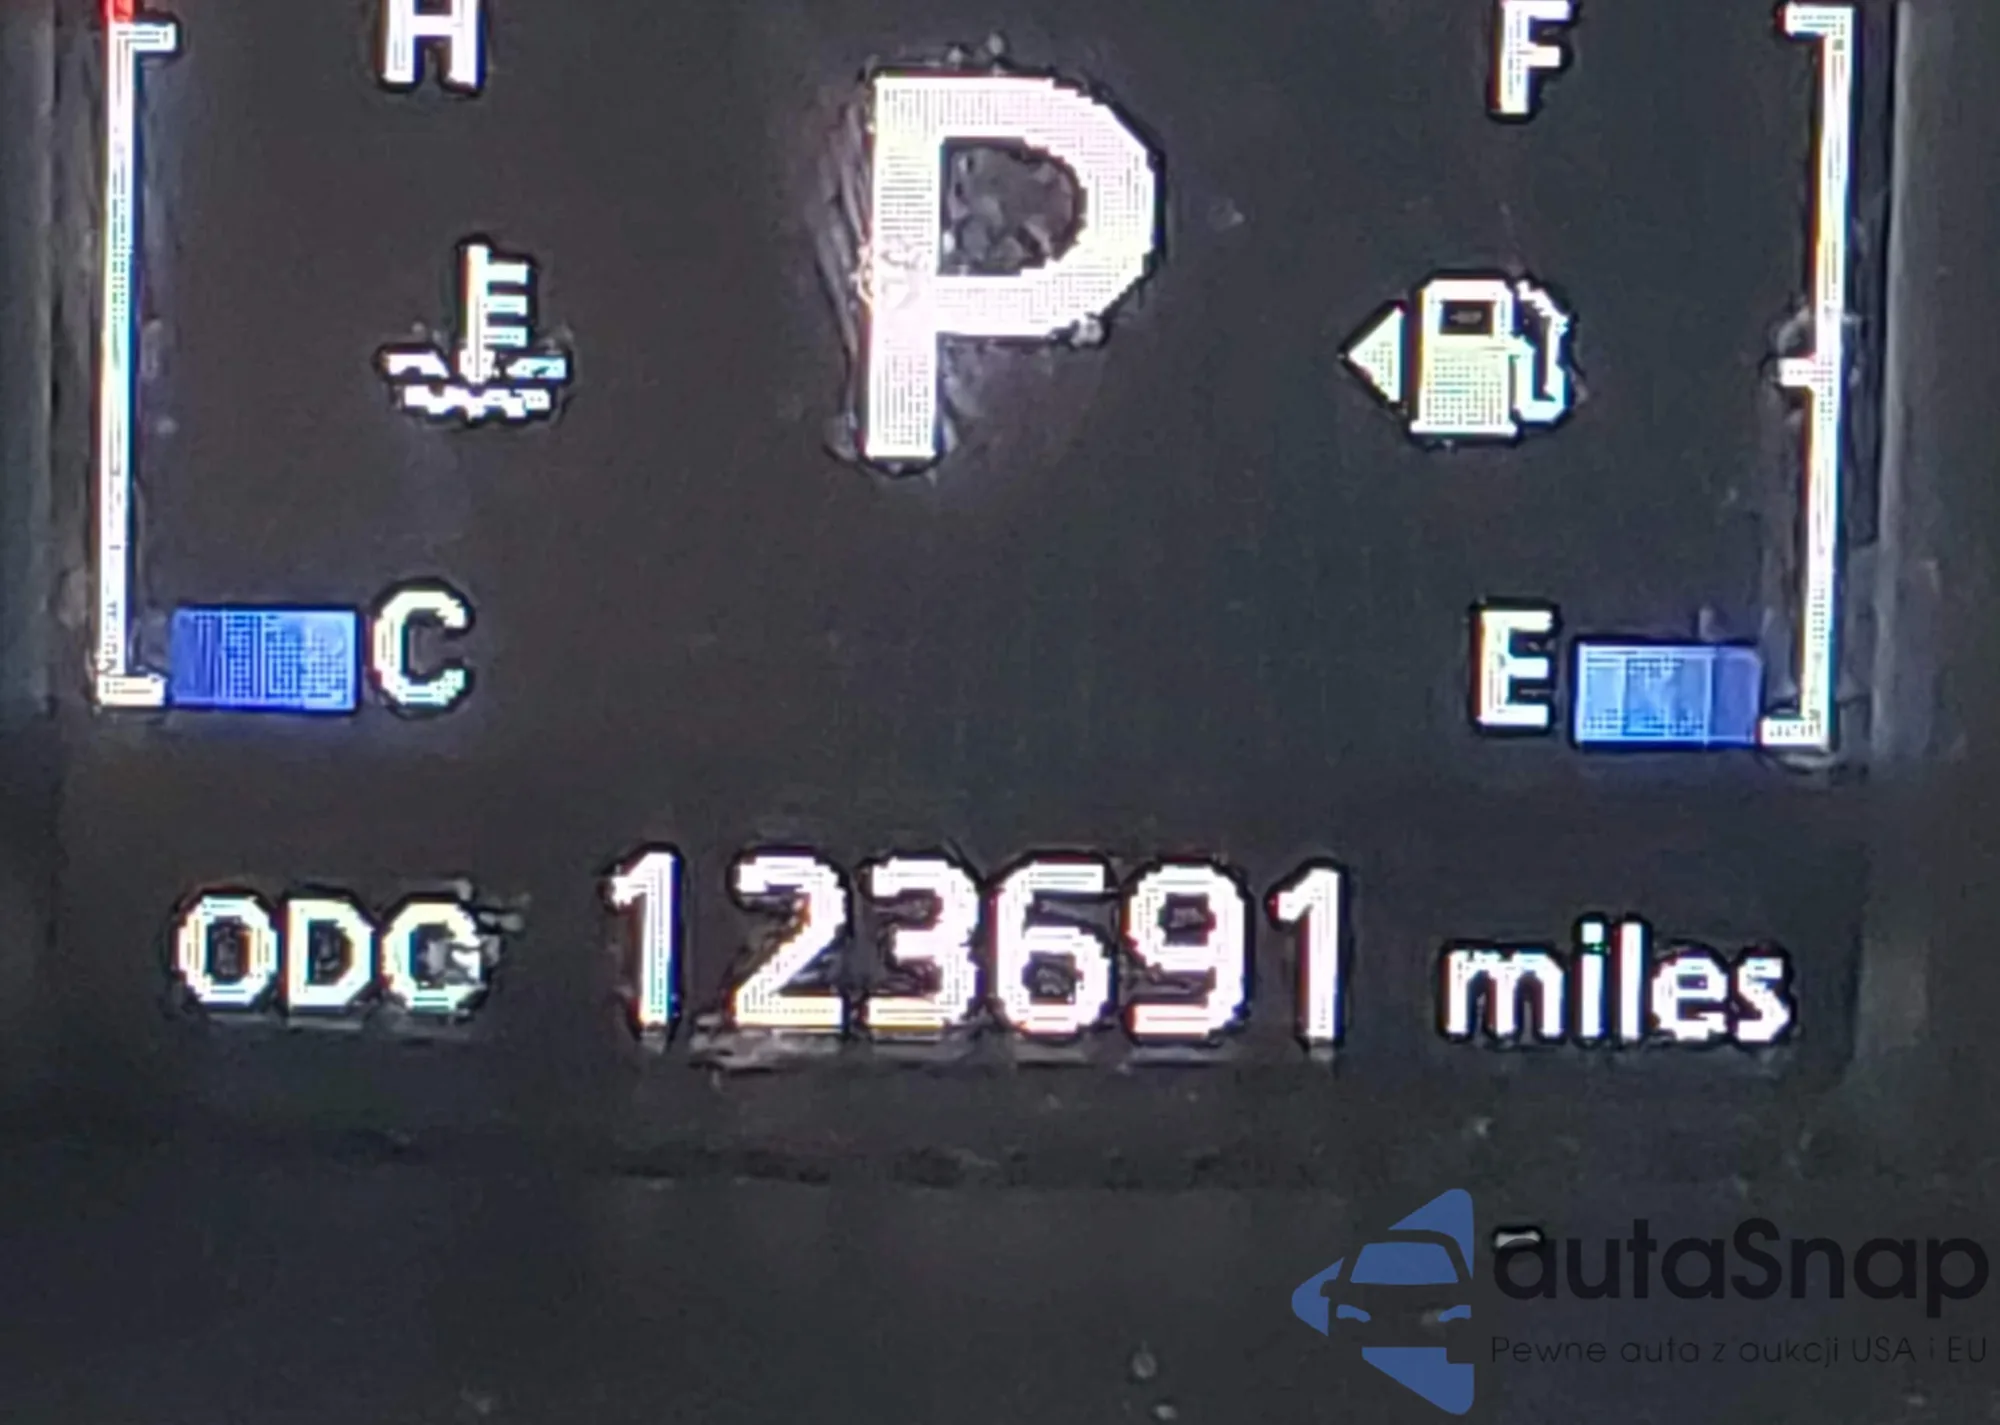 H
P
F
C
E
ODO 123691 miles
autaSnap
Pewne auta z aukcji USA i EU